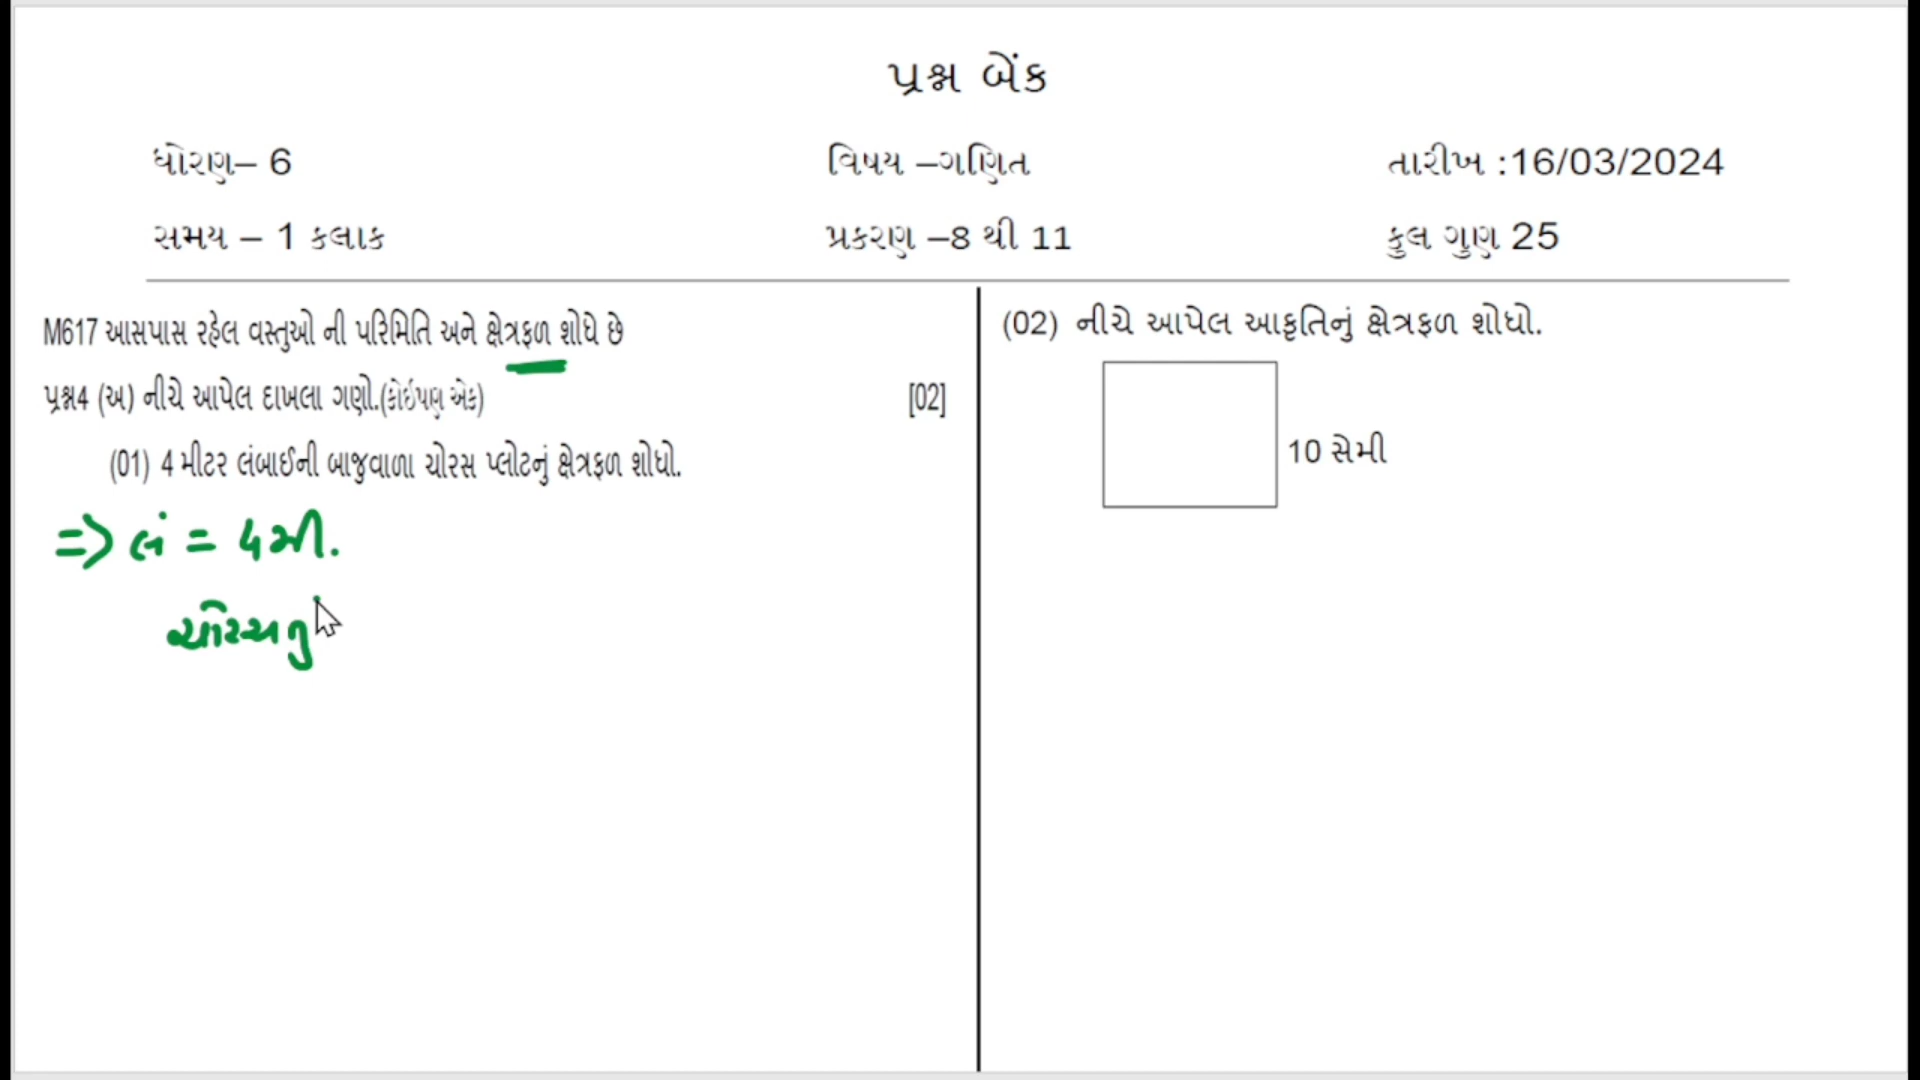 પ્રશ્ન બેંક
ધોરણ– 6 વિષય –ગણિત તારીખ :16/03/2024
સમય – 1 કલાક પ્રકરણ –8 થી 11 કુલ ગુણ 25
M617 આસપાસ રહેલ વસ્તુઓ ની પરિમિતિ અને ક્ષેત્રફળ શોધે છે
પ્રશ્ન4 (અ) નીચે આપેલ દાખલા ગણો.(કોઈપણ એક) [02]
(01) 4 મીટર લંબાઈની બાજુવાળા ચોરસ પ્લોટનું ક્ષેત્રફળ શોધો.
=> લં = 4 મી.
ચોરસનુ
(02) નીચે આપેલ આકૃતિનું ક્ષેત્રફળ શોધો.
10 સેમી